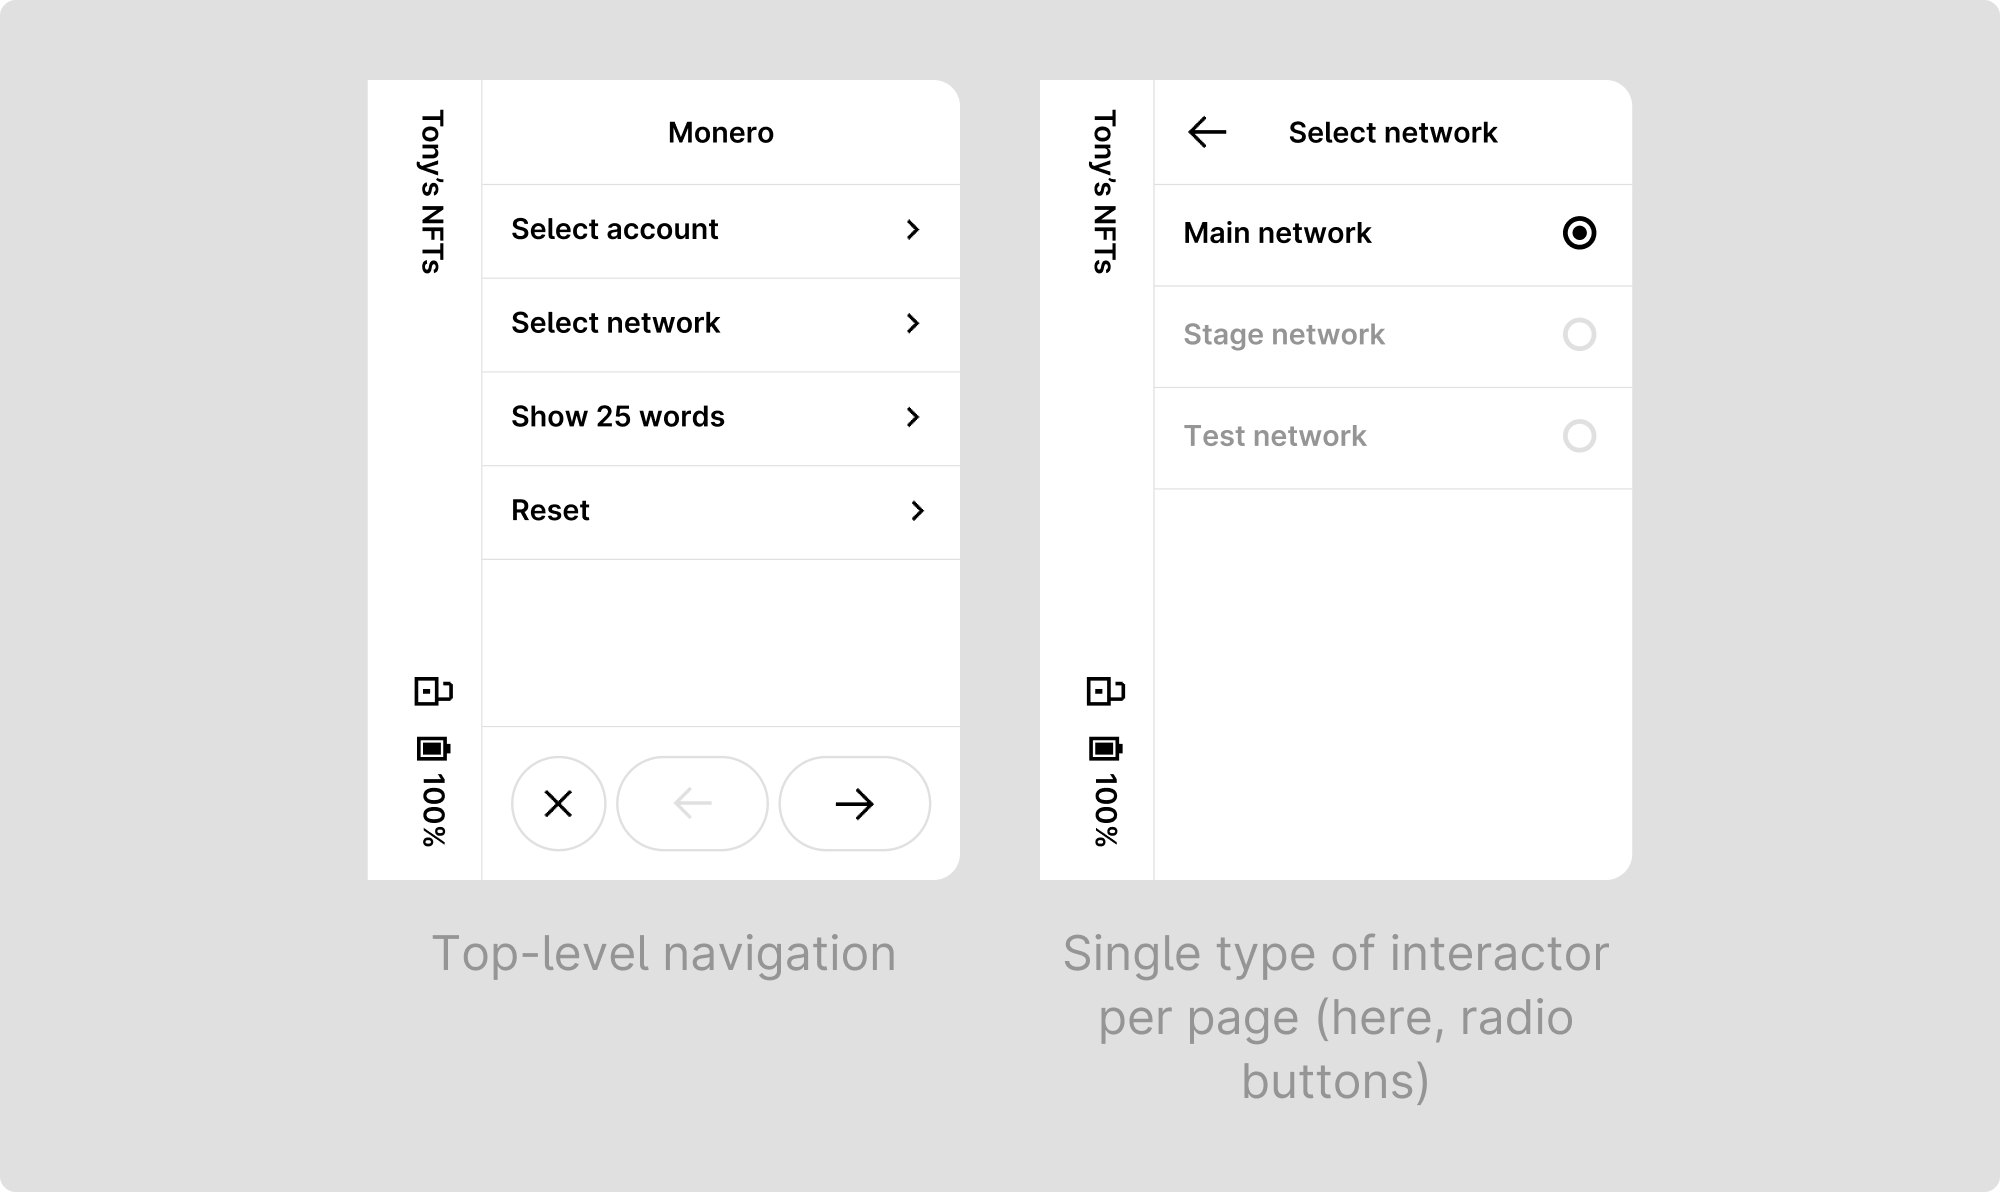 Tony’s NFTs
100%
Monero
Select account
Select network
Show 25 words
Reset
Top-level navigation
Tony’s NFTs
100%
Select network
Main network
Stage network
Test network
Single type of interactor
per page (here, radio
buttons)